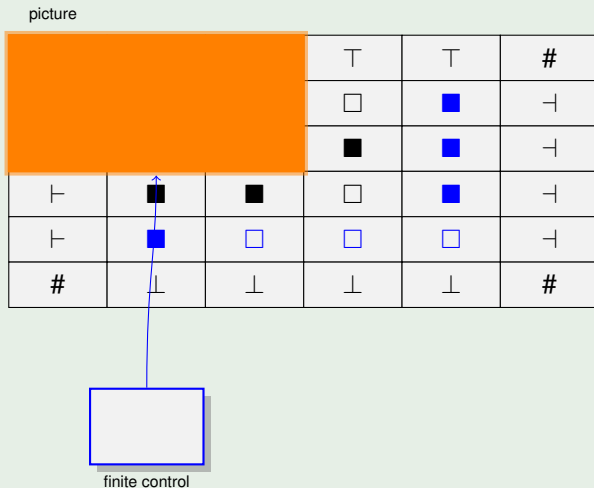 picture
⊤ ⊤ #
□ ■ ⊣
■ ■ ⊣
⊢ ■ ■ □ ■ ⊣
⊢ ■ □ □ □ ⊣
# ⊥ ⊥ ⊥ ⊥ #
finite control